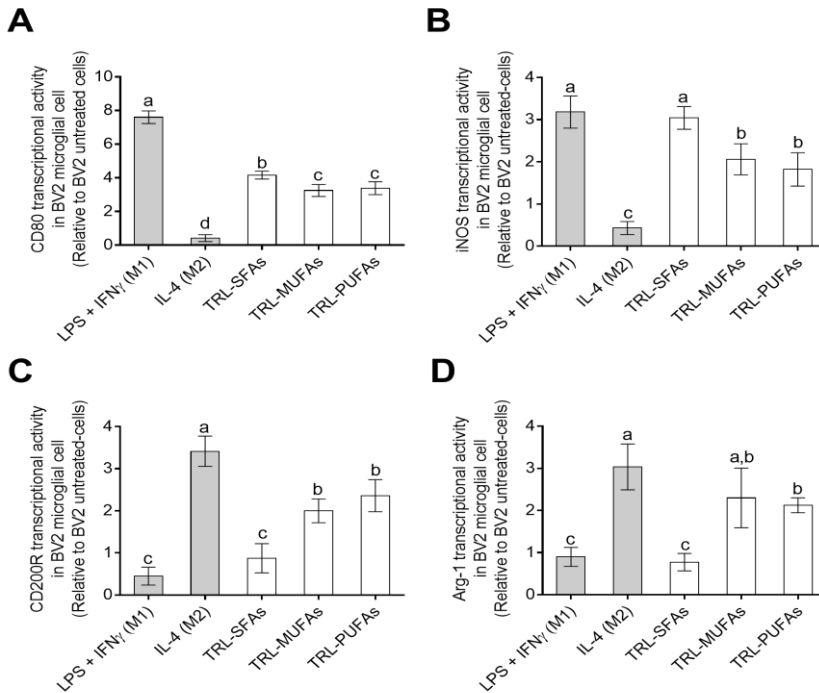 A
CD80 transcriptional activity
in BV2 microglial cell
(Relative to BV2 untreated cells)
10
8
6
4
2
0
a
d
b
c
c
LPS + IFNγ (M1)
IL-4 (M2)
TRL-SFAs
TRL-MUFAs
TRL-PUFAs
B
iNOS transcriptional activity
in BV2 microglial cell
(Relative to BV2 untreated-cells)
4
3
2
1
0
a
c
a
b
b
LPS + IFNγ (M1)
IL-4 (M2)
TRL-SFAs
TRL-MUFAs
TRL-PUFAs
C
CD200R transcriptional activity
in BV2 microglial cell
(Relative to BV2 untreated-cells)
4
3
2
1
0
c
a
c
b
b
LPS + IFNγ (M1)
IL-4 (M2)
TRL-SFAs
TRL-MUFAs
TRL-PUFAs
D
Arg-1 transcriptional activity
in BV2 microglial cell
(Relative to BV2 untreated-cells)
4
3
2
1
0
c
a
c
a,b
b
LPS + IFNγ (M1)
IL-4 (M2)
TRL-SFAs
TRL-MUFAs
TRL-PUFAs